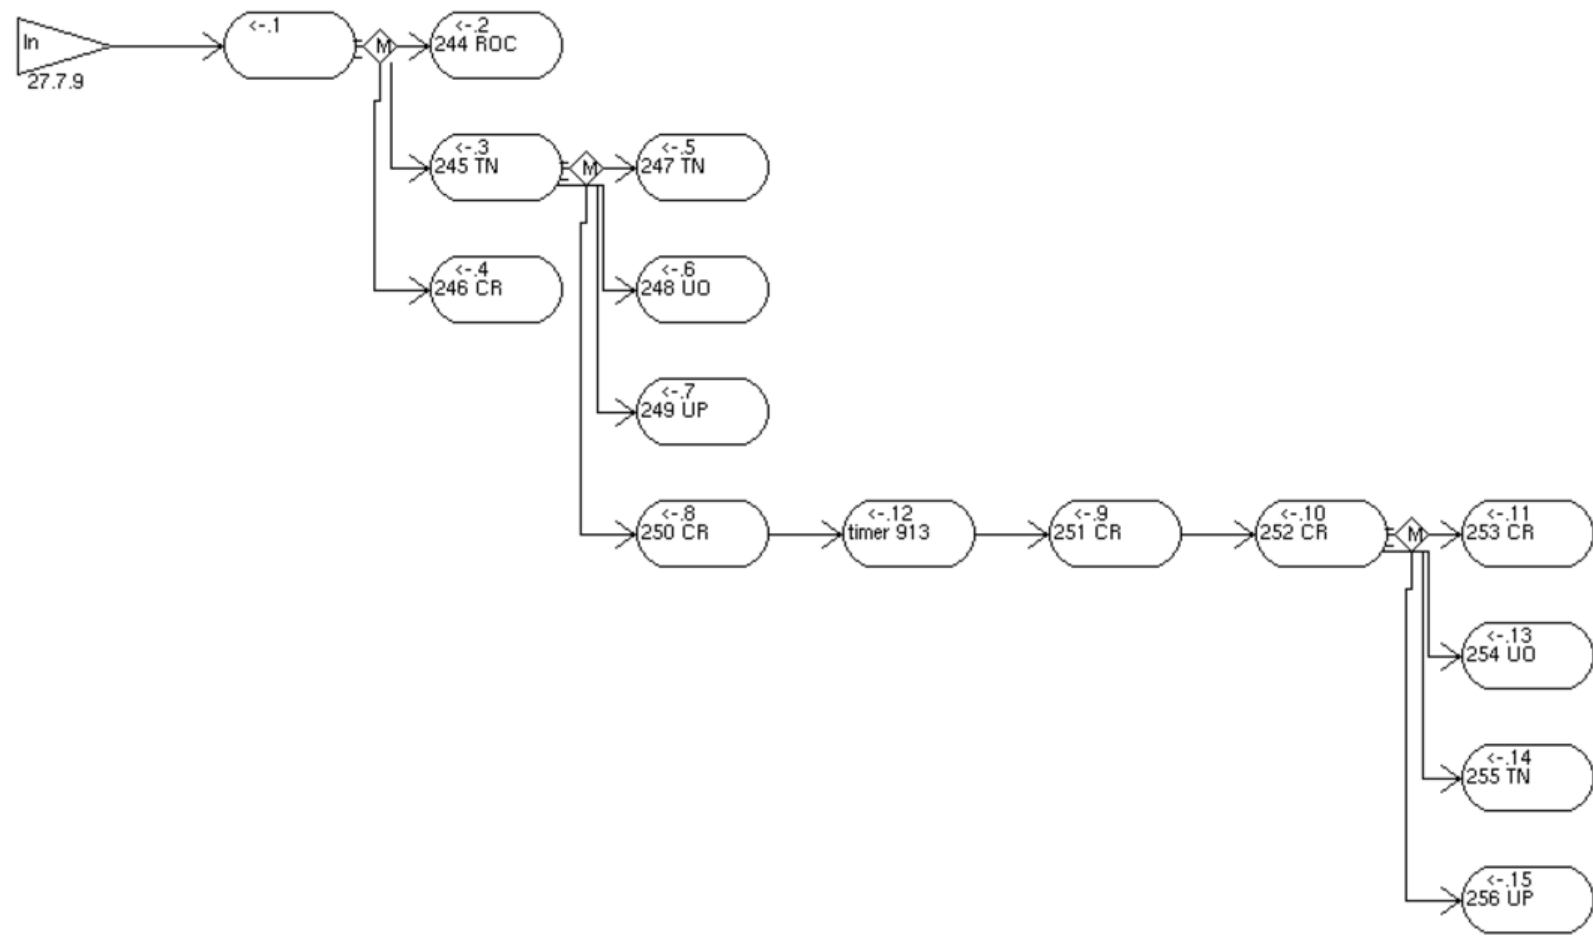 In
27.7.9
<-.1
M
<-.2
244 ROC
<-.3
245 TN
M
<-.5
247 TN
<-.4
246 CR
<-.6
248 UO
<-.7
249 UP
<-.8
250 CR
<-.12
timer 913
<-.9
251 CR
<-.10
252 CR
M
<-.11
253 CR
<-.13
254 UO
<-.14
255 TN
<-.15
256 UP